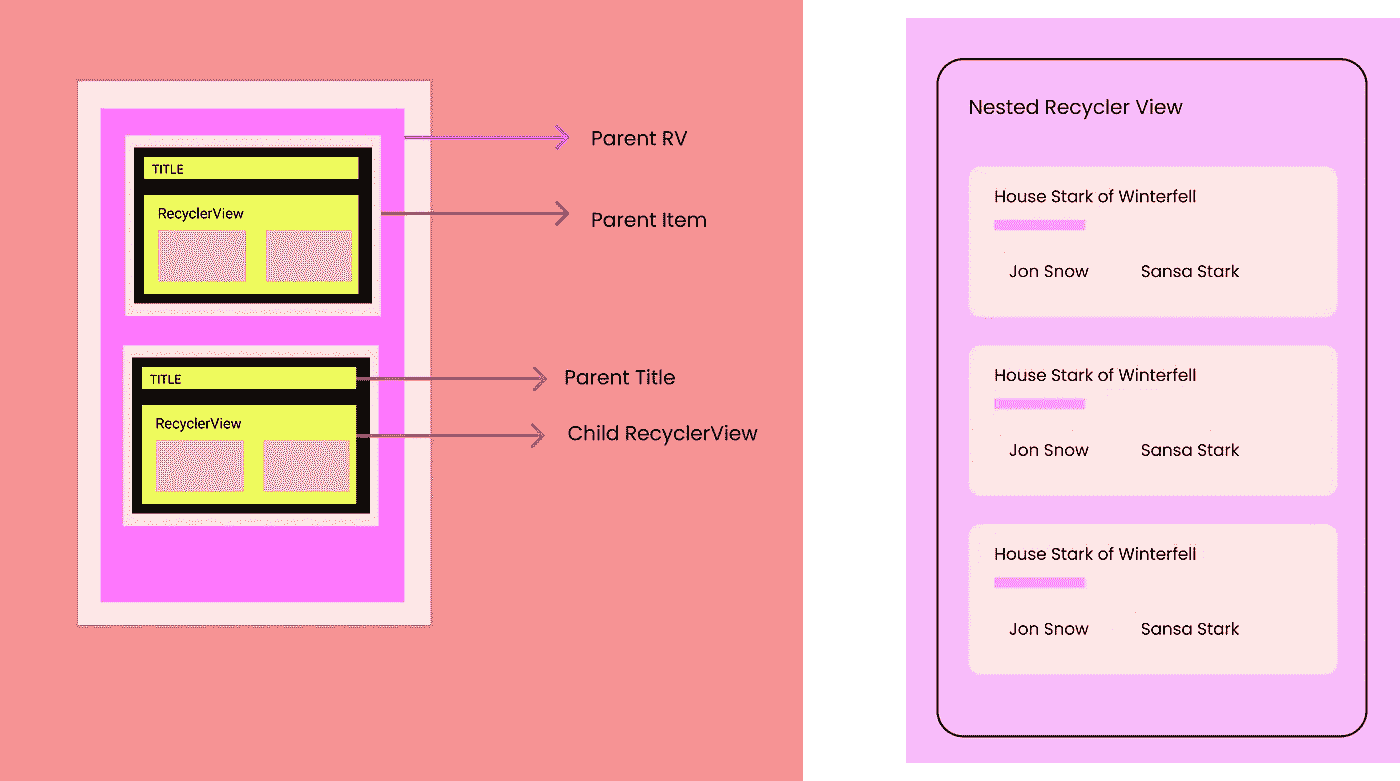 TITLE
RecyclerView
Parent RV
Parent Item
TITLE
RecyclerView
Parent Title
Child RecyclerView
Nested Recycler View
House Stark of Winterfell
Jon Snow Sansa Stark
House Stark of Winterfell
Jon Snow Sansa Stark
House Stark of Winterfell
Jon Snow Sansa Stark